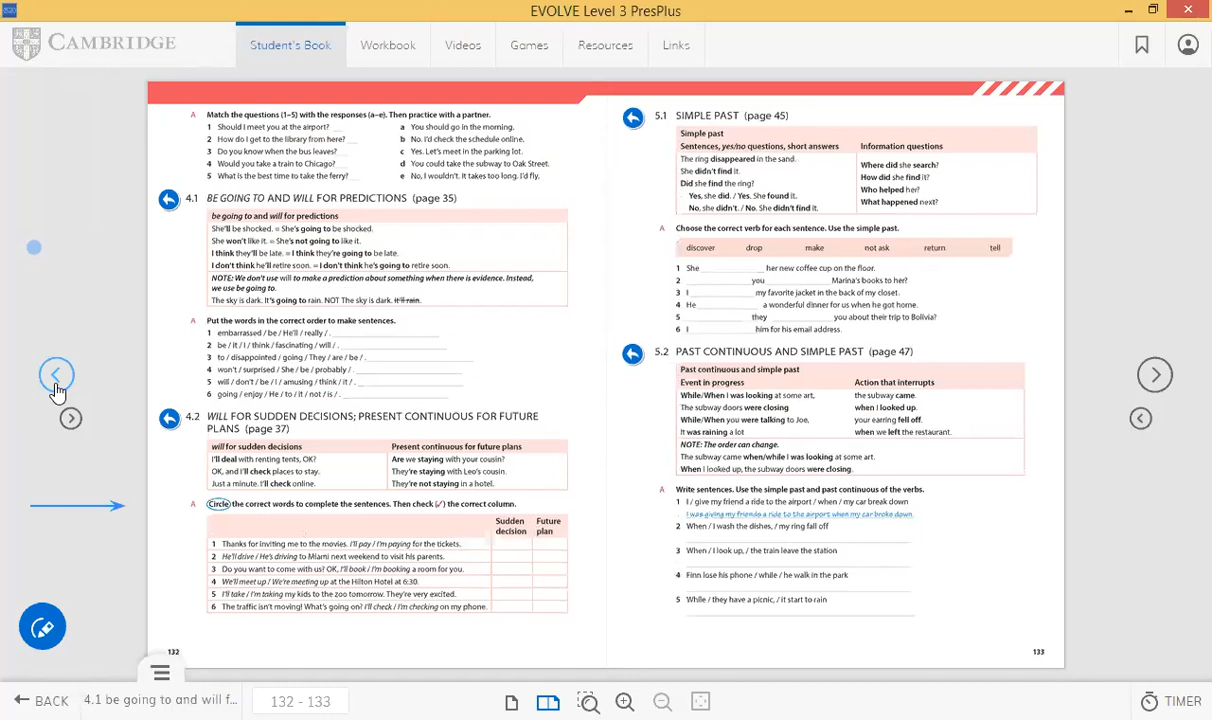 EVOLVE Level 3 PresPlus
CAMBRIDGE
Student's Book
Workbook
Videos
Games
Resources
Links
A Match the questions (1–5) with the responses (a–e). Then practice with a partner.
1 Should I meet you at the airport? __ a You should go in the morning.
2 How do I get to the library from here? __ b No. I'd check the schedule online.
3 Do you know when the bus leaves? __ c Yes. Let's meet in the parking lot.
4 Would you take a train to Chicago? __ d You could take the subway to Oak Street.
5 What is the best time to take the ferry? __ e No, I wouldn't. It takes too long. I'd fly.
4.1 BE GOING TO AND WILL FOR PREDICTIONS (page 35)
be going to and will for predictions
She'll be shocked. = She's going to be shocked.
She won't like it. = She's not going to like it.
I think they'll be late. = I think they're going to be late.
I don't think he'll retire soon. = I don't think he's going to retire soon.
NOTE: We don't use will to make a prediction about something when there is evidence. Instead,
we use be going to.
The sky is dark. It's going to rain. NOT The sky is dark. It'll rain.
A Put the words in the correct order to make sentences.
1 embarrassed / be / He'll / really / .
2 be / it / I / think / fascinating / will / .
3 to / disappointed / going / They / are / be / .
4 won't / surprised / She / be / probably / .
5 will / don't / be / I / amusing / think / it / .
6 going / enjoy / He / to / it / not / is / .
4.2 WILL FOR SUDDEN DECISIONS; PRESENT CONTINUOUS FOR FUTURE
PLANS (page 37)
will for sudden decisions Present continuous for future plans
I'll deal with renting tents, OK? Are we staying with your cousin?
OK, and I'll check places to stay. They're staying with Leo's cousin.
Just a minute. I'll check online. They're not staying in a hotel.
A Circle the correct words to complete the sentences. Then check (✓) the correct column.
Sudden decision Future plan
1 Thanks for inviting me to the movies. I'll pay / I'm paying for the tickets.
2 He'll drive / He's driving to Miami next weekend to visit his parents.
3 Do you want to come with us? OK, I'll book / I'm booking a room for you.
4 We'll meet up / We're meeting up at the Hilton Hotel at 6:30.
5 I'll take / I'm taking my kids to the zoo tomorrow. They're very excited.
6 The traffic isn't moving! What's going on? I'll check / I'm checking on my phone.
132
5.1 SIMPLE PAST (page 45)
Simple past
Sentences, yes/no questions, short answers Information questions
The ring disappeared in the sand.
She didn't find it.
Did she find the ring?
Yes, she did. / Yes. She found it.
No, she didn't. / No. She didn't find it.
Where did she search?
How did she find it?
Who helped her?
What happened next?
A Choose the correct verb for each sentence. Use the simple past.
discover drop make not ask return tell
1 She ________ her new coffee cup on the floor.
2 ________ you ________ Marina's books to her?
3 I ________ my favorite jacket in the back of my closet.
4 He ________ a wonderful dinner for us when he got home.
5 ________ they ________ you about their trip to Bolivia?
6 I ________ him for his email address.
5.2 PAST CONTINUOUS AND SIMPLE PAST (page 47)
Past continuous and simple past
Event in progress Action that interrupts
While/When I was looking at some art, the subway came.
The subway doors were closing when I looked up.
While/When you were talking to Joe, your earring fell off.
It was raining a lot when we left the restaurant.
NOTE: The order can change.
The subway came when/while I was looking at some art.
When I looked up, the subway doors were closing.
A Write sentences. Use the simple past and past continuous of the verbs.
1 I / give my friend a ride to the airport / when / my car break down
I was giving my friends a ride to the airport when my car broke down.
2 When / I wash the dishes, / my ring fall off
3 When / I look up, / the train leave the station
4 Finn lose his phone / while / he walk in the park
5 While / they have a picnic, / it start to rain
133
BACK
4.1 be going to and will f...
132 - 133
TIMER